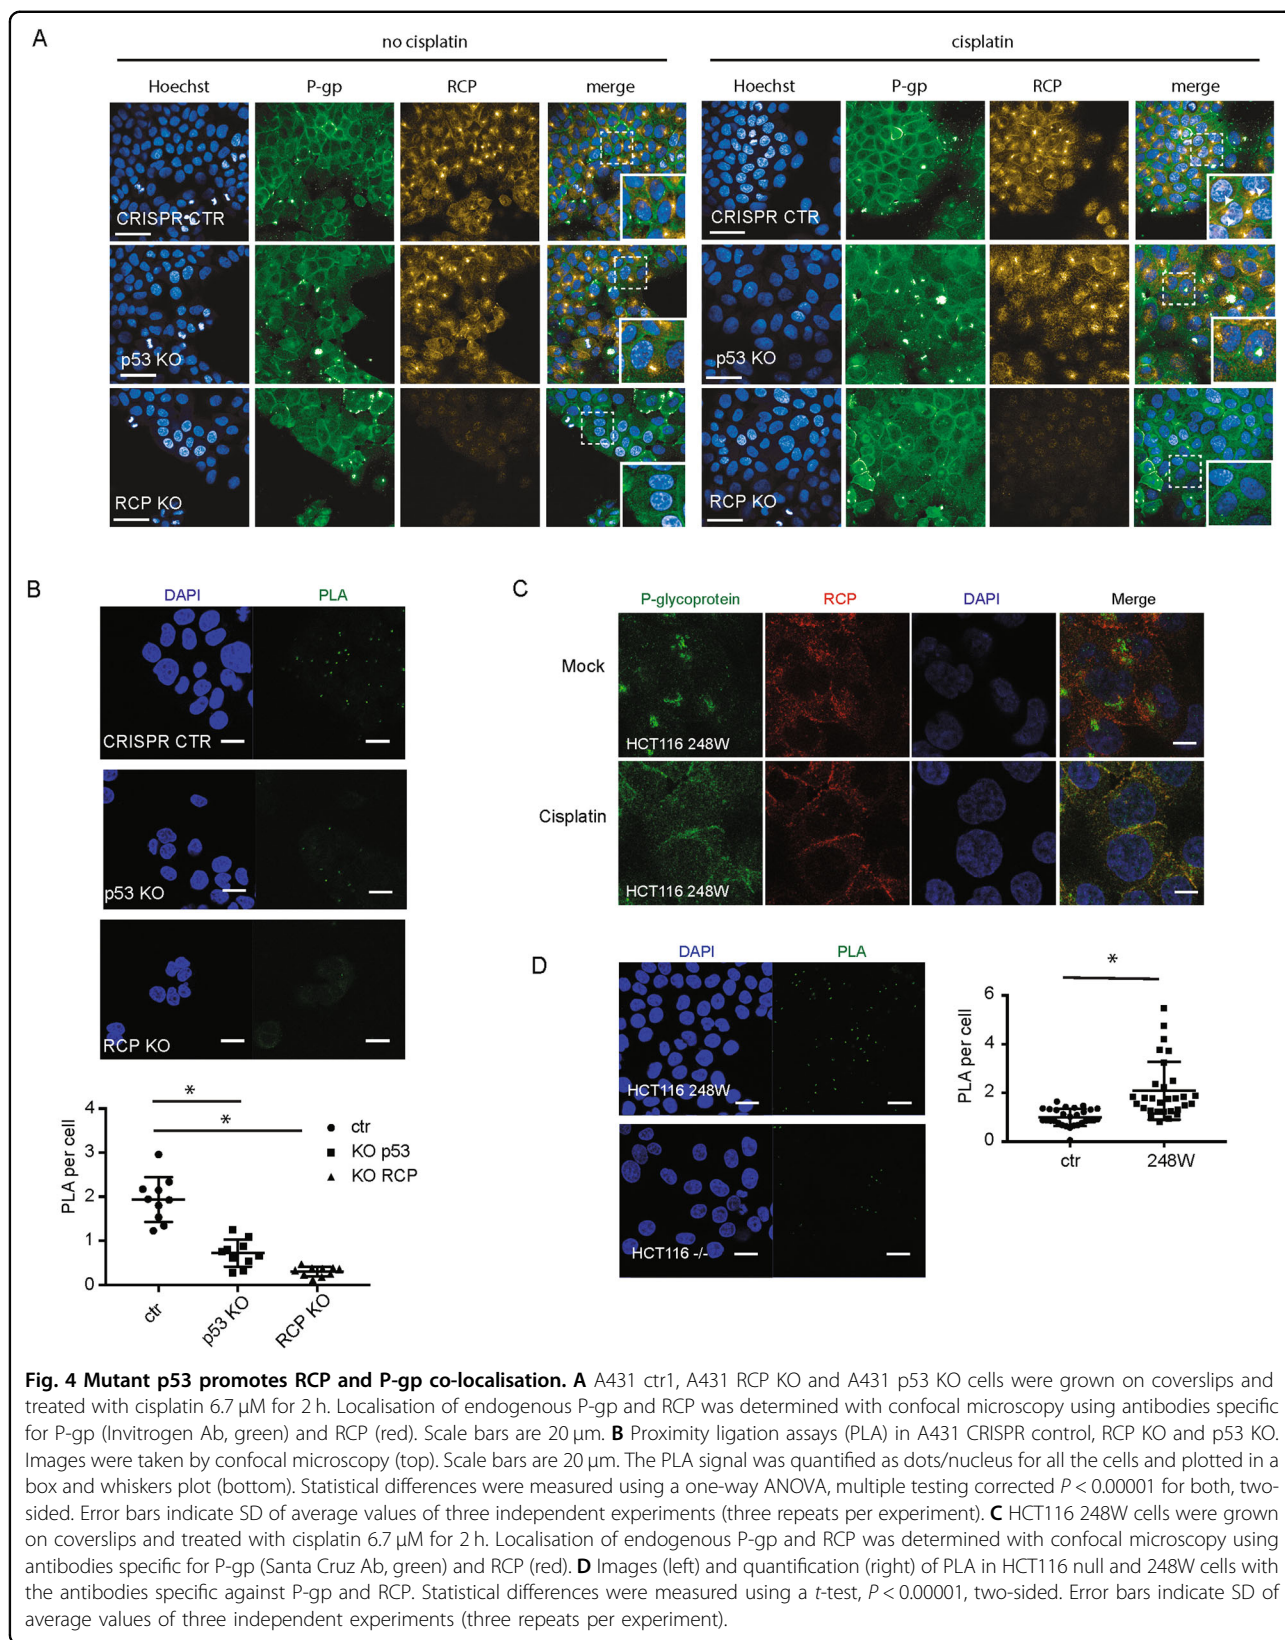 A
no cisplatin
cisplatin
Hoechst P-gp RCP merge Hoechst P-gp RCP merge
CRISPR CTR
CRISPR CTR
p53 KO
p53 KO
RCP KO
RCP KO
B
DAPI PLA
CRISPR CTR
p53 KO
RCP KO
PLA per cell
4
3
2
1
0
*
*
ctr
KO p53
KO RCP
ctr
p53 KO
RCP KO
C
P-glycoprotein RCP DAPI Merge
Mock
HCT116 248W
Cisplatin
HCT116 248W
D
DAPI PLA
HCT116 248W
HCT116 -/-
PLA per cell
6
4
2
0
*
ctr 248W
Fig. 4 Mutant p53 promotes RCP and P-gp co-localisation. A A431 ctr1, A431 RCP KO and A431 p53 KO cells were grown on coverslips and
treated with cisplatin 6.7 µM for 2 h. Localisation of endogenous P-gp and RCP was determined with confocal microscopy using antibodies specific
for P-gp (Invitrogen Ab, green) and RCP (red). Scale bars are 20 µm. B Proximity ligation assays (PLA) in A431 CRISPR control, RCP KO and p53 KO.
Images were taken by confocal microscopy (top). Scale bars are 20 µm. The PLA signal was quantified as dots/nucleus for all the cells and plotted in a
box and whiskers plot (bottom). Statistical differences were measured using a one-way ANOVA, multiple testing corrected P < 0.00001 for both, two-
sided. Error bars indicate SD of average values of three independent experiments (three repeats per experiment). C HCT116 248W cells were grown
on coverslips and treated with cisplatin 6.7 µM for 2 h. Localisation of endogenous P-gp and RCP was determined with confocal microscopy using
antibodies specific for P-gp (Santa Cruz Ab, green) and RCP (red). D Images (left) and quantification (right) of PLA in HCT116 null and 248W cells with
the antibodies specific against P-gp and RCP. Statistical differences were measured using a t-test, P < 0.00001, two-sided. Error bars indicate SD of
average values of three independent experiments (three repeats per experiment).